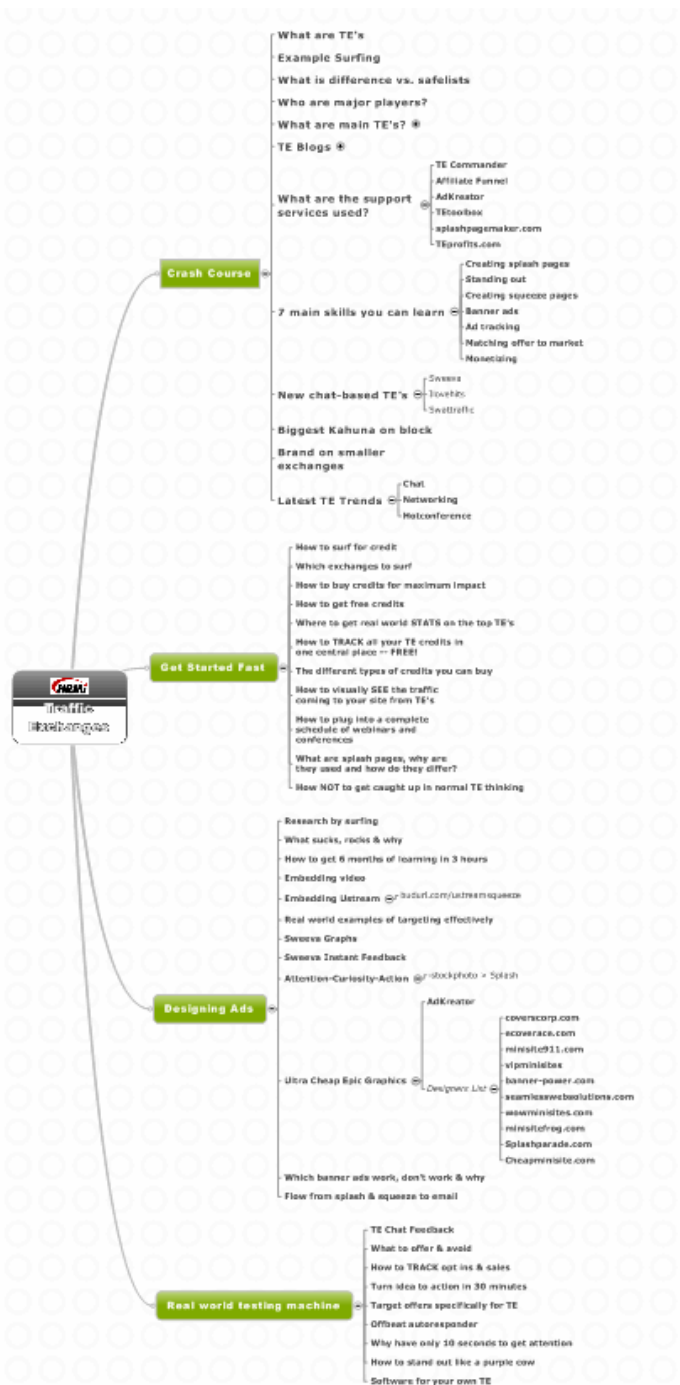 What are TE's
Example Surfing
What is difference vs. safelists
Who are major players?
What are main TE's?
TE Blogs
What are the support
services used?
TE Commander
Affiliate Funnel
AdKreator
TEtoolbox
splashpagemaker.com
TEprofits.com
Crash Course
7 main skills you can learn
Creating splash pages
Standing out
Creating squeeze pages
Banner ads
Ad tracking
Matching offer to market
Monetizing
New chat-based TE's
Sweeva
Ilovehits
Swattraffic
Biggest Kahuna on block
Brand on smaller
exchanges
Latest TE Trends
Chat
Networking
Hotconference
Traffic
Exchanges
Get Started Fast
How to surf for credit
Which exchanges to surf
How to buy credits for maximum impact
How to get free credits
Where to get real world STATS on the top TE's
How to TRACK all your TE credits in
one central place -- FREE!
The different types of credits you can buy
How to visually SEE the traffic
coming to your site from TE's
How to plug into a complete
schedule of webinars and
conferences
What are splash pages, why are
they used and how do they differ?
How NOT to get caught up in normal TE thinking
Designing Ads
Research by surfing
What sucks, rocks & why
How to get 6 months of learning in 3 hours
Embedding video
Embedding Ustream
budurl.com/ustreamsqueeze
Real world examples of targeting effectively
Sweeva Graphs
Sweeva Instant Feedback
Attention-Curiosity-Action
istockphoto > Splash
Ultra Cheap Epic Graphics
AdKreator
Designers List
coverscorp.com
ecoverace.com
minisite911.com
vipminisites
banner-power.com
seamlesswebsolutions.com
wowminisites.com
minisitefrog.com
Splashparade.com
Cheapminisite.com
Which banner ads work, don't work & why
Flow from splash & squeeze to email
Real world testing machine
TE Chat Feedback
What to offer & avoid
How to TRACK opt ins & sales
Turn idea to action in 30 minutes
Target offers specifically for TE
Offbeat autoresponder
Why have only 10 seconds to get attention
How to stand out like a purple cow
Software for your own TE